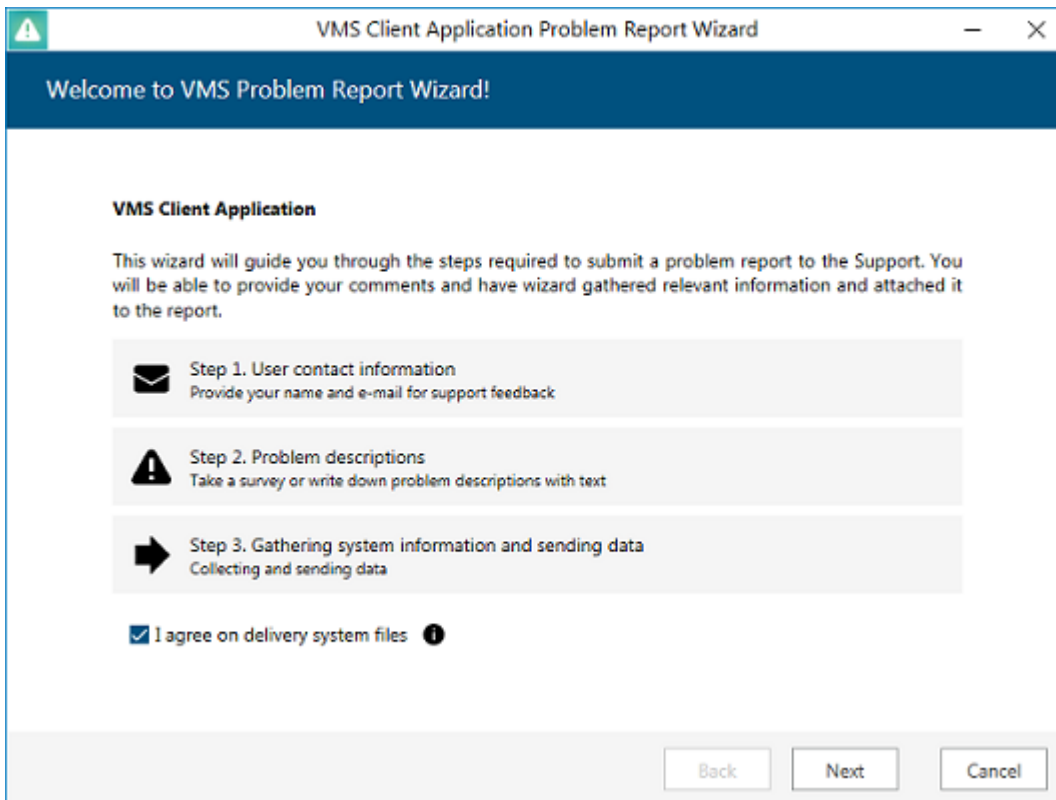 VMS Client Application Problem Report Wizard
Welcome to VMS Problem Report Wizard!
VMS Client Application
This wizard will guide you through the steps required to submit a problem report to the Support. You
will be able to provide your comments and have wizard gathered relevant information and attached it
to the report.
Step 1. User contact information
Provide your name and e-mail for support feedback
Step 2. Problem descriptions
Take a survey or write down problem descriptions with text
Step 3. Gathering system information and sending data
Collecting and sending data
I agree on delivery system files
Back Next Cancel